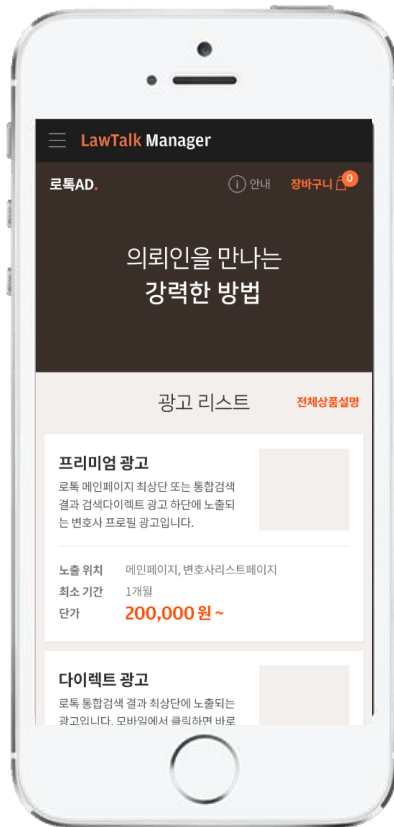 LawTalk Manager
로톡AD.
안내
장바구니
0
의뢰인을 만나는
강력한 방법
광고 리스트
전체상품설명
프리미엄 광고
로톡 메인페이지 최상단 또는 통합검색
결과 검색다이렉트 광고 하단에 노출되
는 변호사 프로필 광고입니다.
노출 위치 메인페이지, 변호사리스트페이지
최소 기간 1개월
단가 200,000 원 ~
다이렉트 광고
로톡 통합검색 결과 최상단에 노출되는
광고입니다. 모바일에서 클릭하면 바로